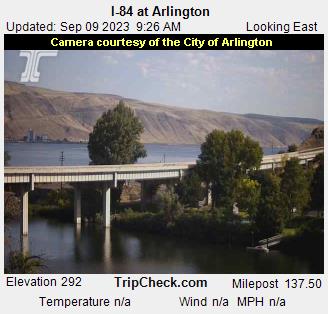 I-84 at Arlington
Updated: Sep 09 2023 9:26 AM Looking East
Camera courtesy of the City of Arlington
Elevation 292 TripCheck.com Milepost 137.50
Temperature n/a Wind n/a MPH n/a